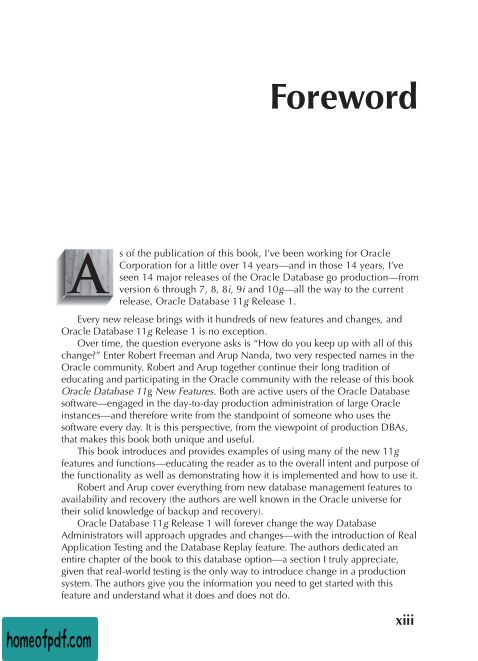 Foreword
As of the publication of this book, I've been working for Oracle
Corporation for a little over 14 years—and in those 14 years, I've
seen 14 major releases of the Oracle Database go production—from
version 6 through 7, 8, 8i, 9i and 10g—all the way to the current
release, Oracle Database 11g Release 1.
Every new release brings with it hundreds of new features and changes, and
Oracle Database 11g Release 1 is no exception.
Over time, the question everyone asks is “How do you keep up with all of this
change?” Enter Robert Freeman and Arup Nanda, two very respected names in the
Oracle community. Robert and Arup together continue their long tradition of
educating and participating in the Oracle community with the release of this book
Oracle Database 11g New Features. Both are active users of the Oracle Database
software—engaged in the day-to-day production administration of large Oracle
instances—and therefore write from the standpoint of someone who uses the
software every day. It is this perspective, from the viewpoint of production DBAs,
that makes this book both unique and useful.
This book introduces and provides examples of using many of the new 11g
features and functions—educating the reader as to the overall intent and purpose of
the functionality as well as demonstrating how it is implemented and how to use it.
Robert and Arup cover everything from new database management features to
availability and recovery (the authors are well known in the Oracle universe for
their solid knowledge of backup and recovery).
Oracle Database 11g Release 1 will forever change the way Database
Administrators will approach upgrades and changes—with the introduction of Real
Application Testing and the Database Replay feature. The authors dedicated an
entire chapter of the book to this database option—a section I truly appreciate,
given that real-world testing is the only way to introduce change in a production
system. The authors give you the information you need to get started with this
feature and understand what it does and does not do.
xiii
homeofpdf.com